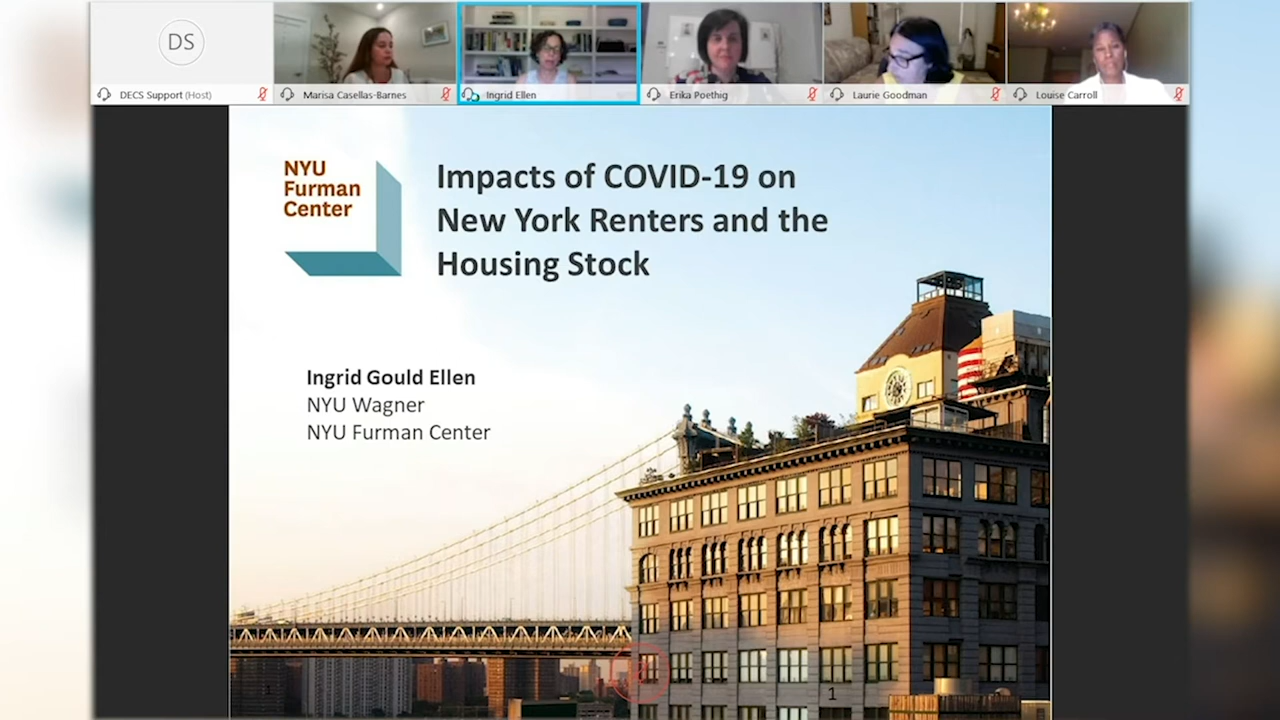 DS
DECS Support (Host)
Marisa Casellas-Barnes
Ingrid Ellen
Erika Poethig
Laurie Goodman
Louise Carroll
NYU
Furman
Center
Impacts of COVID-19 on
New York Renters and the
Housing Stock
Ingrid Gould Ellen
NYU Wagner
NYU Furman Center
1